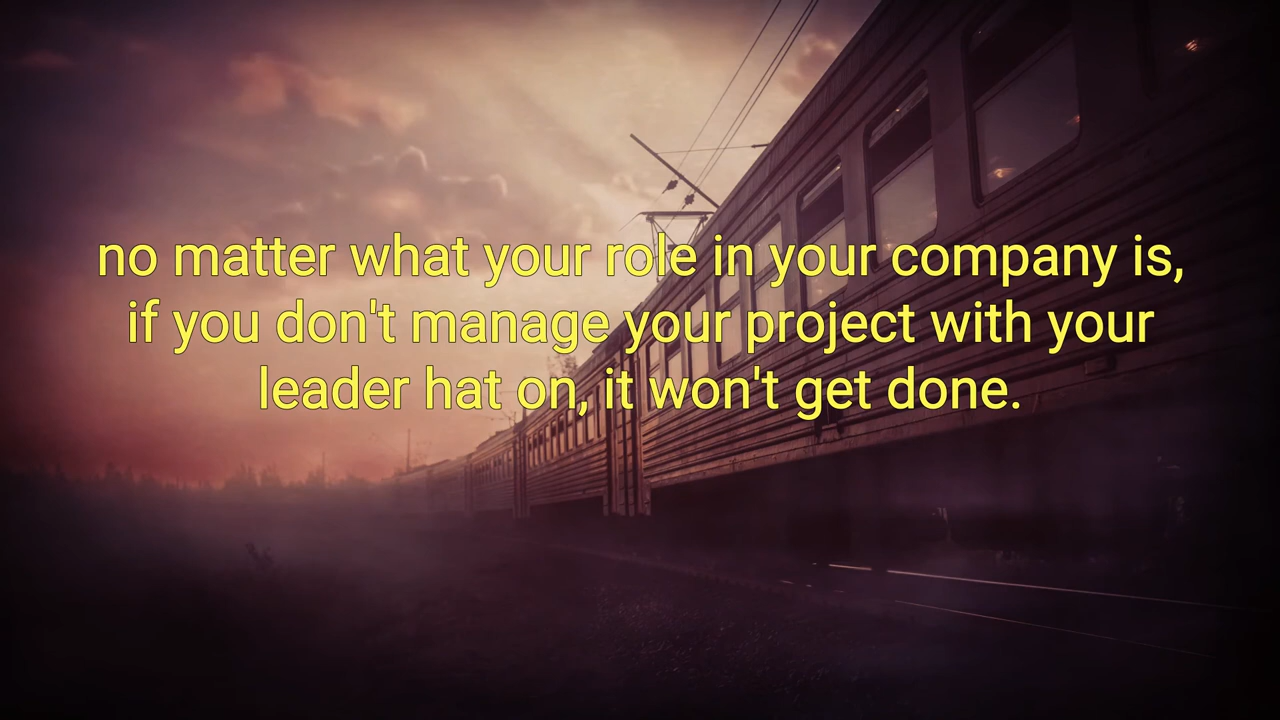 no matter what your role in your company is,
if you don't manage your project with your
leader hat on, it won't get done.